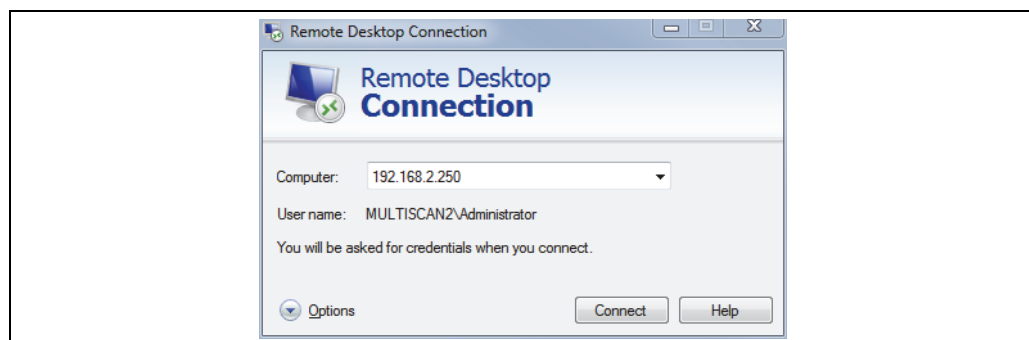 Remote Desktop Connection
Remote Desktop
Connection
Computer: 192.168.2.250
User name: MULTISCAN2\Administrator
You will be asked for credentials when you connect.
Options Connect Help